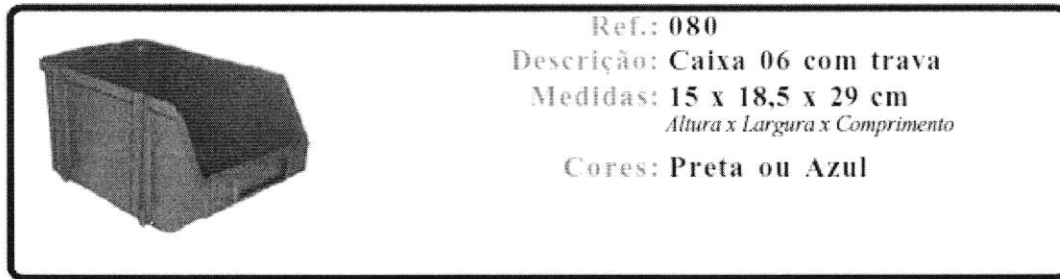 Ref.: 080
Descrição: Caixa 06 com trava
Medidas: 15 x 18,5 x 29 cm
Altura x Largura x Comprimento
Cores: Preta ou Azul